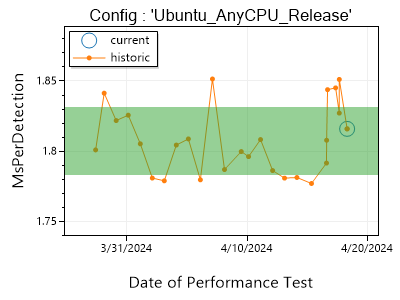 Config : 'Ubuntu_AnyCPU_Release'
current
historic
MsPerDetection
1.85
1.8
1.75
3/31/2024
4/10/2024
4/20/2024
Date of Performance Test